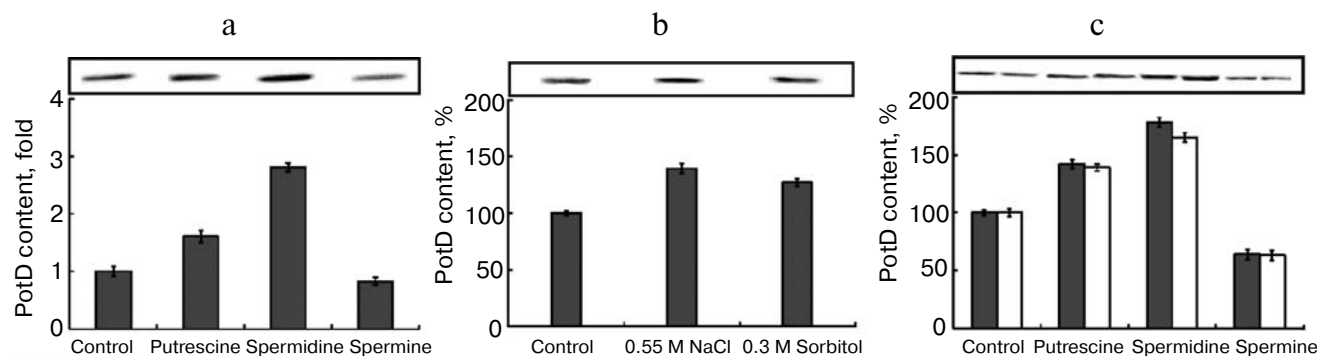 a
b
c
PotD content, fold
4
3
2
1
0
Control Putrescine Spermidine Spermine
PotD content, %
200
150
100
50
0
Control 0.55 M NaCl 0.3 M Sorbitol
PotD content, %
200
150
100
50
0
Control Putrescine Spermidine Spermine